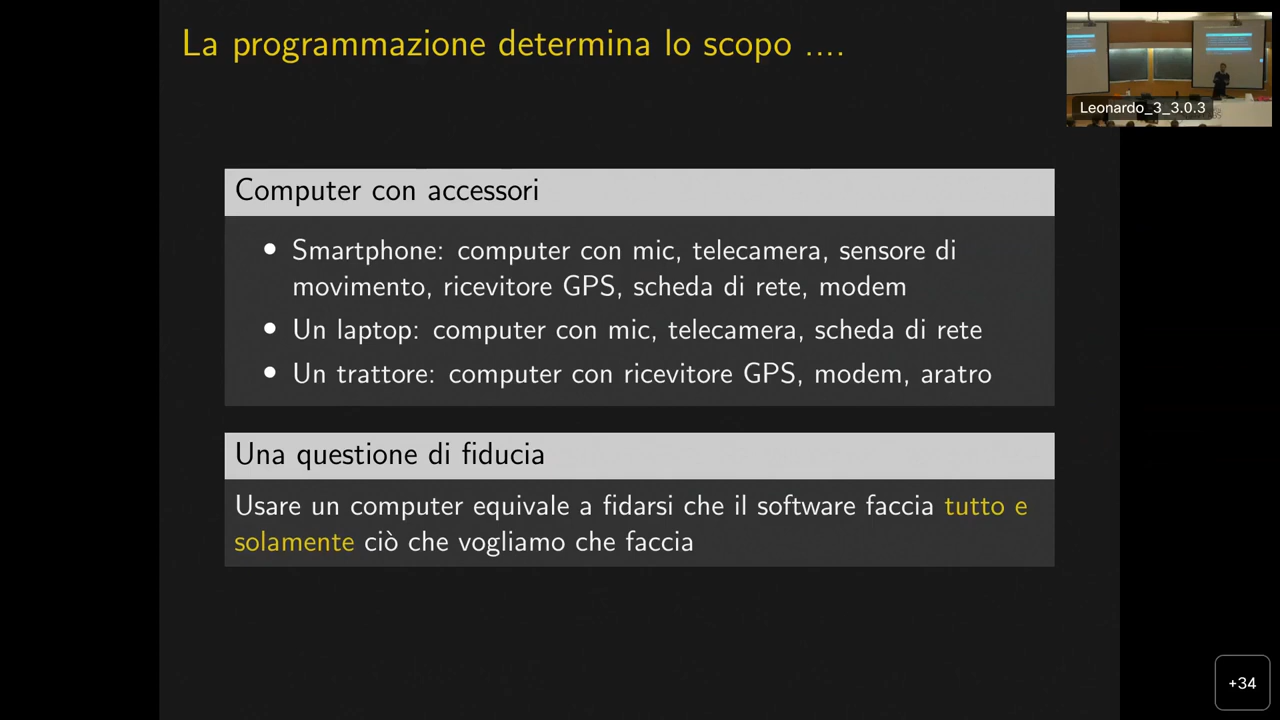 La programmazione determina lo scopo ....
Leonardo_3_3.0.3
Computer con accessori
Smartphone: computer con mic, telecamera, sensore di
movimento, ricevitore GPS, scheda di rete, modem
Un laptop: computer con mic, telecamera, scheda di rete
Un trattore: computer con ricevitore GPS, modem, aratro
Una questione di fiducia
Usare un computer equivale a fidarsi che il software faccia tutto e
solamente ciò che vogliamo che faccia
+34